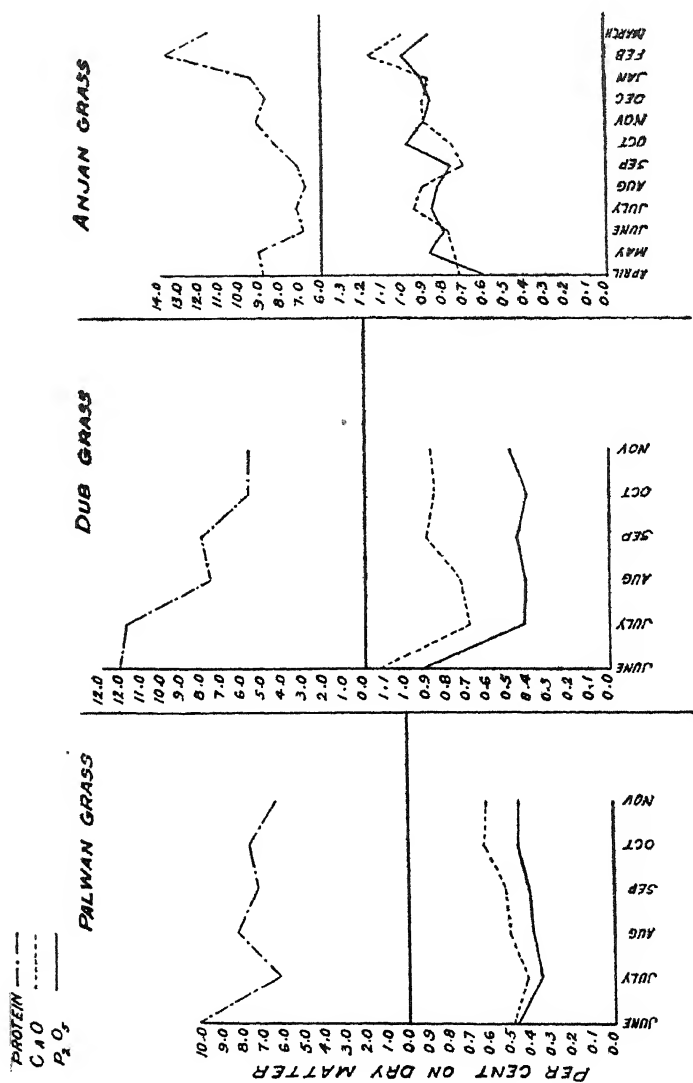 PROTEIN
CAO
P2O5
PER CENT ON DRY MATTER
PALWAN GRASS
10.0
9.0
8.0
7.0
6.0
5.0
4.0
3.0
2.0
1.0
0.0
0.9
0.8
0.7
0.6
0.5
0.4
0.3
0.2
0.1
0.0
JUNE
JULY
AUG
SEP
OCT
NOV
DUB GRASS
12.0
12.0
11.0
10.0
9.0
8.0
7.0
6.0
5.0
4.0
3.0
2.0
1.0
0.0
1.1
1.0
0.9
0.8
0.7
0.6
0.5
8.4
0.3
0.2
0.1
0.0
JUNE
JULY
AUG
SEP
OCT
NOV
ANJAN GRASS
14.0
13.0
12.0
11.0
10.0
9.0
8.0
7.0
6.0
1.3
1.2
1.1
1.0
0.9
0.8
0.7
0.6
0.5
0.4
0.3
0.2
0.1
0.0
APRIL
MAY
JUNE
JULY
AUG
SEP
OCT
NOV
DEC
JAN
FEB
MARCH